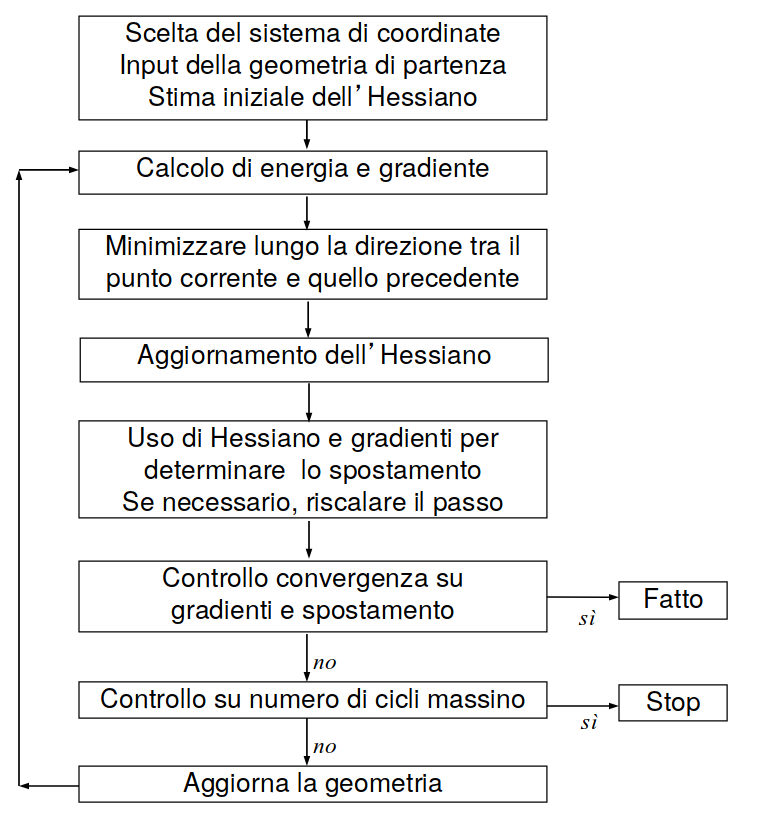 Scelta del sistema di coordinate
Input della geometria di partenza
Stima iniziale dell’Hessiano
Calcolo di energia e gradiente
Minimizzare lungo la direzione tra il
punto corrente e quello precedente
Aggiornamento dell’Hessiano
Uso di Hessiano e gradienti per
determinare lo spostamento
Se necessario, riscalare il passo
Controllo convergenza su
gradienti e spostamento
sì
Fatto
no
Controllo su numero di cicli massino
sì
Stop
no
Aggiorna la geometria